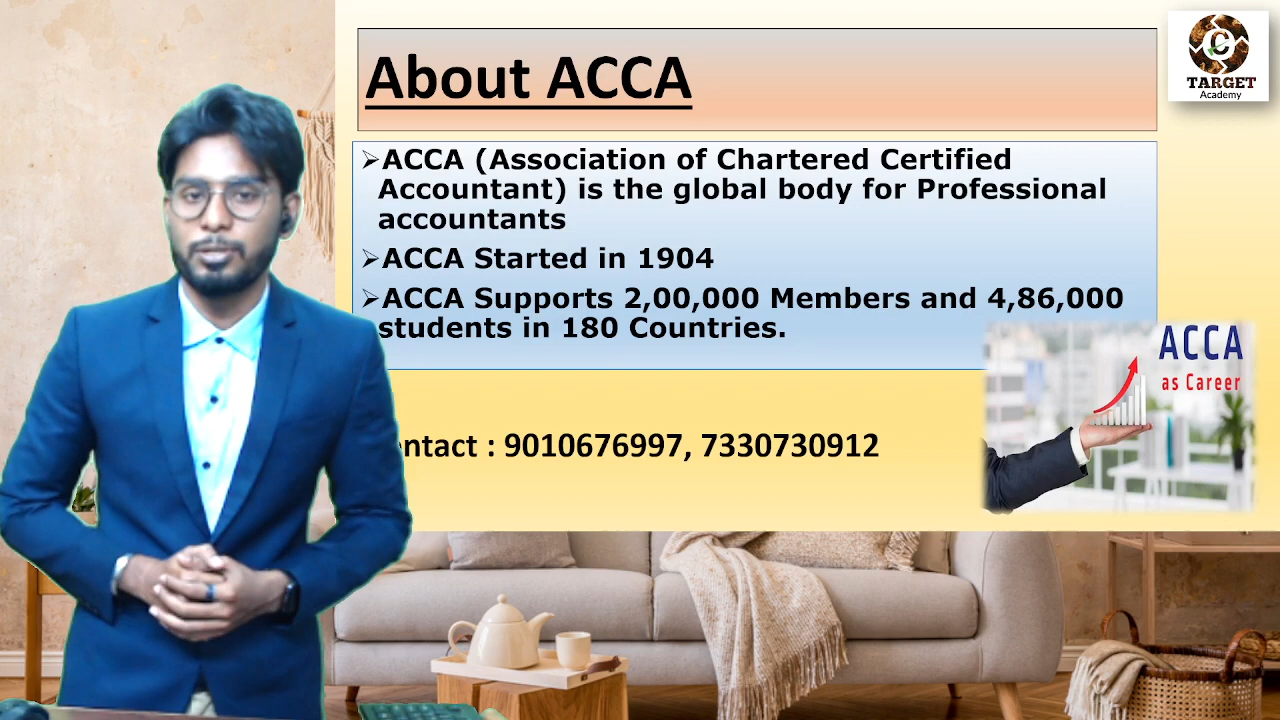 About ACCA
TARGET
Academy
➢ACCA (Association of Chartered Certified
Accountant) is the global body for Professional
accountants
➢ACCA Started in 1904
➢ACCA Supports 2,00,000 Members and 4,86,000
students in 180 Countries.
ACCA
as Career
ntact : 9010676997, 7330730912